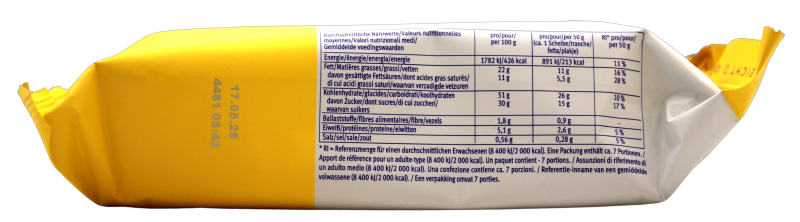 17.05.25
4481 05:43
Durchschnittliche Nährwerte/Valeurs nutritionnelles
moyennes/Valori nutrizionali medi/
Gemiddelde voedingswaarden
pro/pour/
per 100 g
pro/pour/per 50 g
(ca. 1 Scheibe/tranche/
fetta/plakje)
RI* pro/pour/
per 50 g
Energie/énergie/energia/energie 1782 kJ/426 kcal 891 kJ/213 kcal 11 %
Fett/Matières grasses/grassi/vetten 22 g 11 g 16 %
davon gesättigte Fettsäuren/dont acides gras saturés/ 11 g 5,5 g 28 %
di cui acidi grassi saturi/waarvan verzadigde vetzuren
Kohlenhydrate/glucides/carboidrati/koolhydraten 51 g 26 g 10 %
davon Zucker/dont sucres/di cui zuccheri/ 30 g 15 g 17 %
waarvan suikers
Ballaststoffe/fibres alimentaires/fibre/vezels 1,8 g 0,9 g -
Eiweiß/protéines/proteine/eiwitten 5,1 g 2,6 g 5 %
Salz/sel/sale/zout 0,56 g 0,28 g 5 %
* RI = Referenzmenge für einen durchschnittlichen Erwachsenen (8 400 kJ/2 000 kcal). Eine Packung enthält ca. 7 Portionen. /
Apport de référence pour un adulte-type (8 400 kJ/2 000 kcal). Un paquet contient - 7 portions. / Assunzioni di riferimento di
un adulto medio (8 400 kJ/2 000 kcal). Una confezione contiene ca. 7 porzioni. / Referentie-inname van een gemiddelde
volwassene (8 400 kJ/2 000 kcal). / Een verpakking omvat 7 porties.